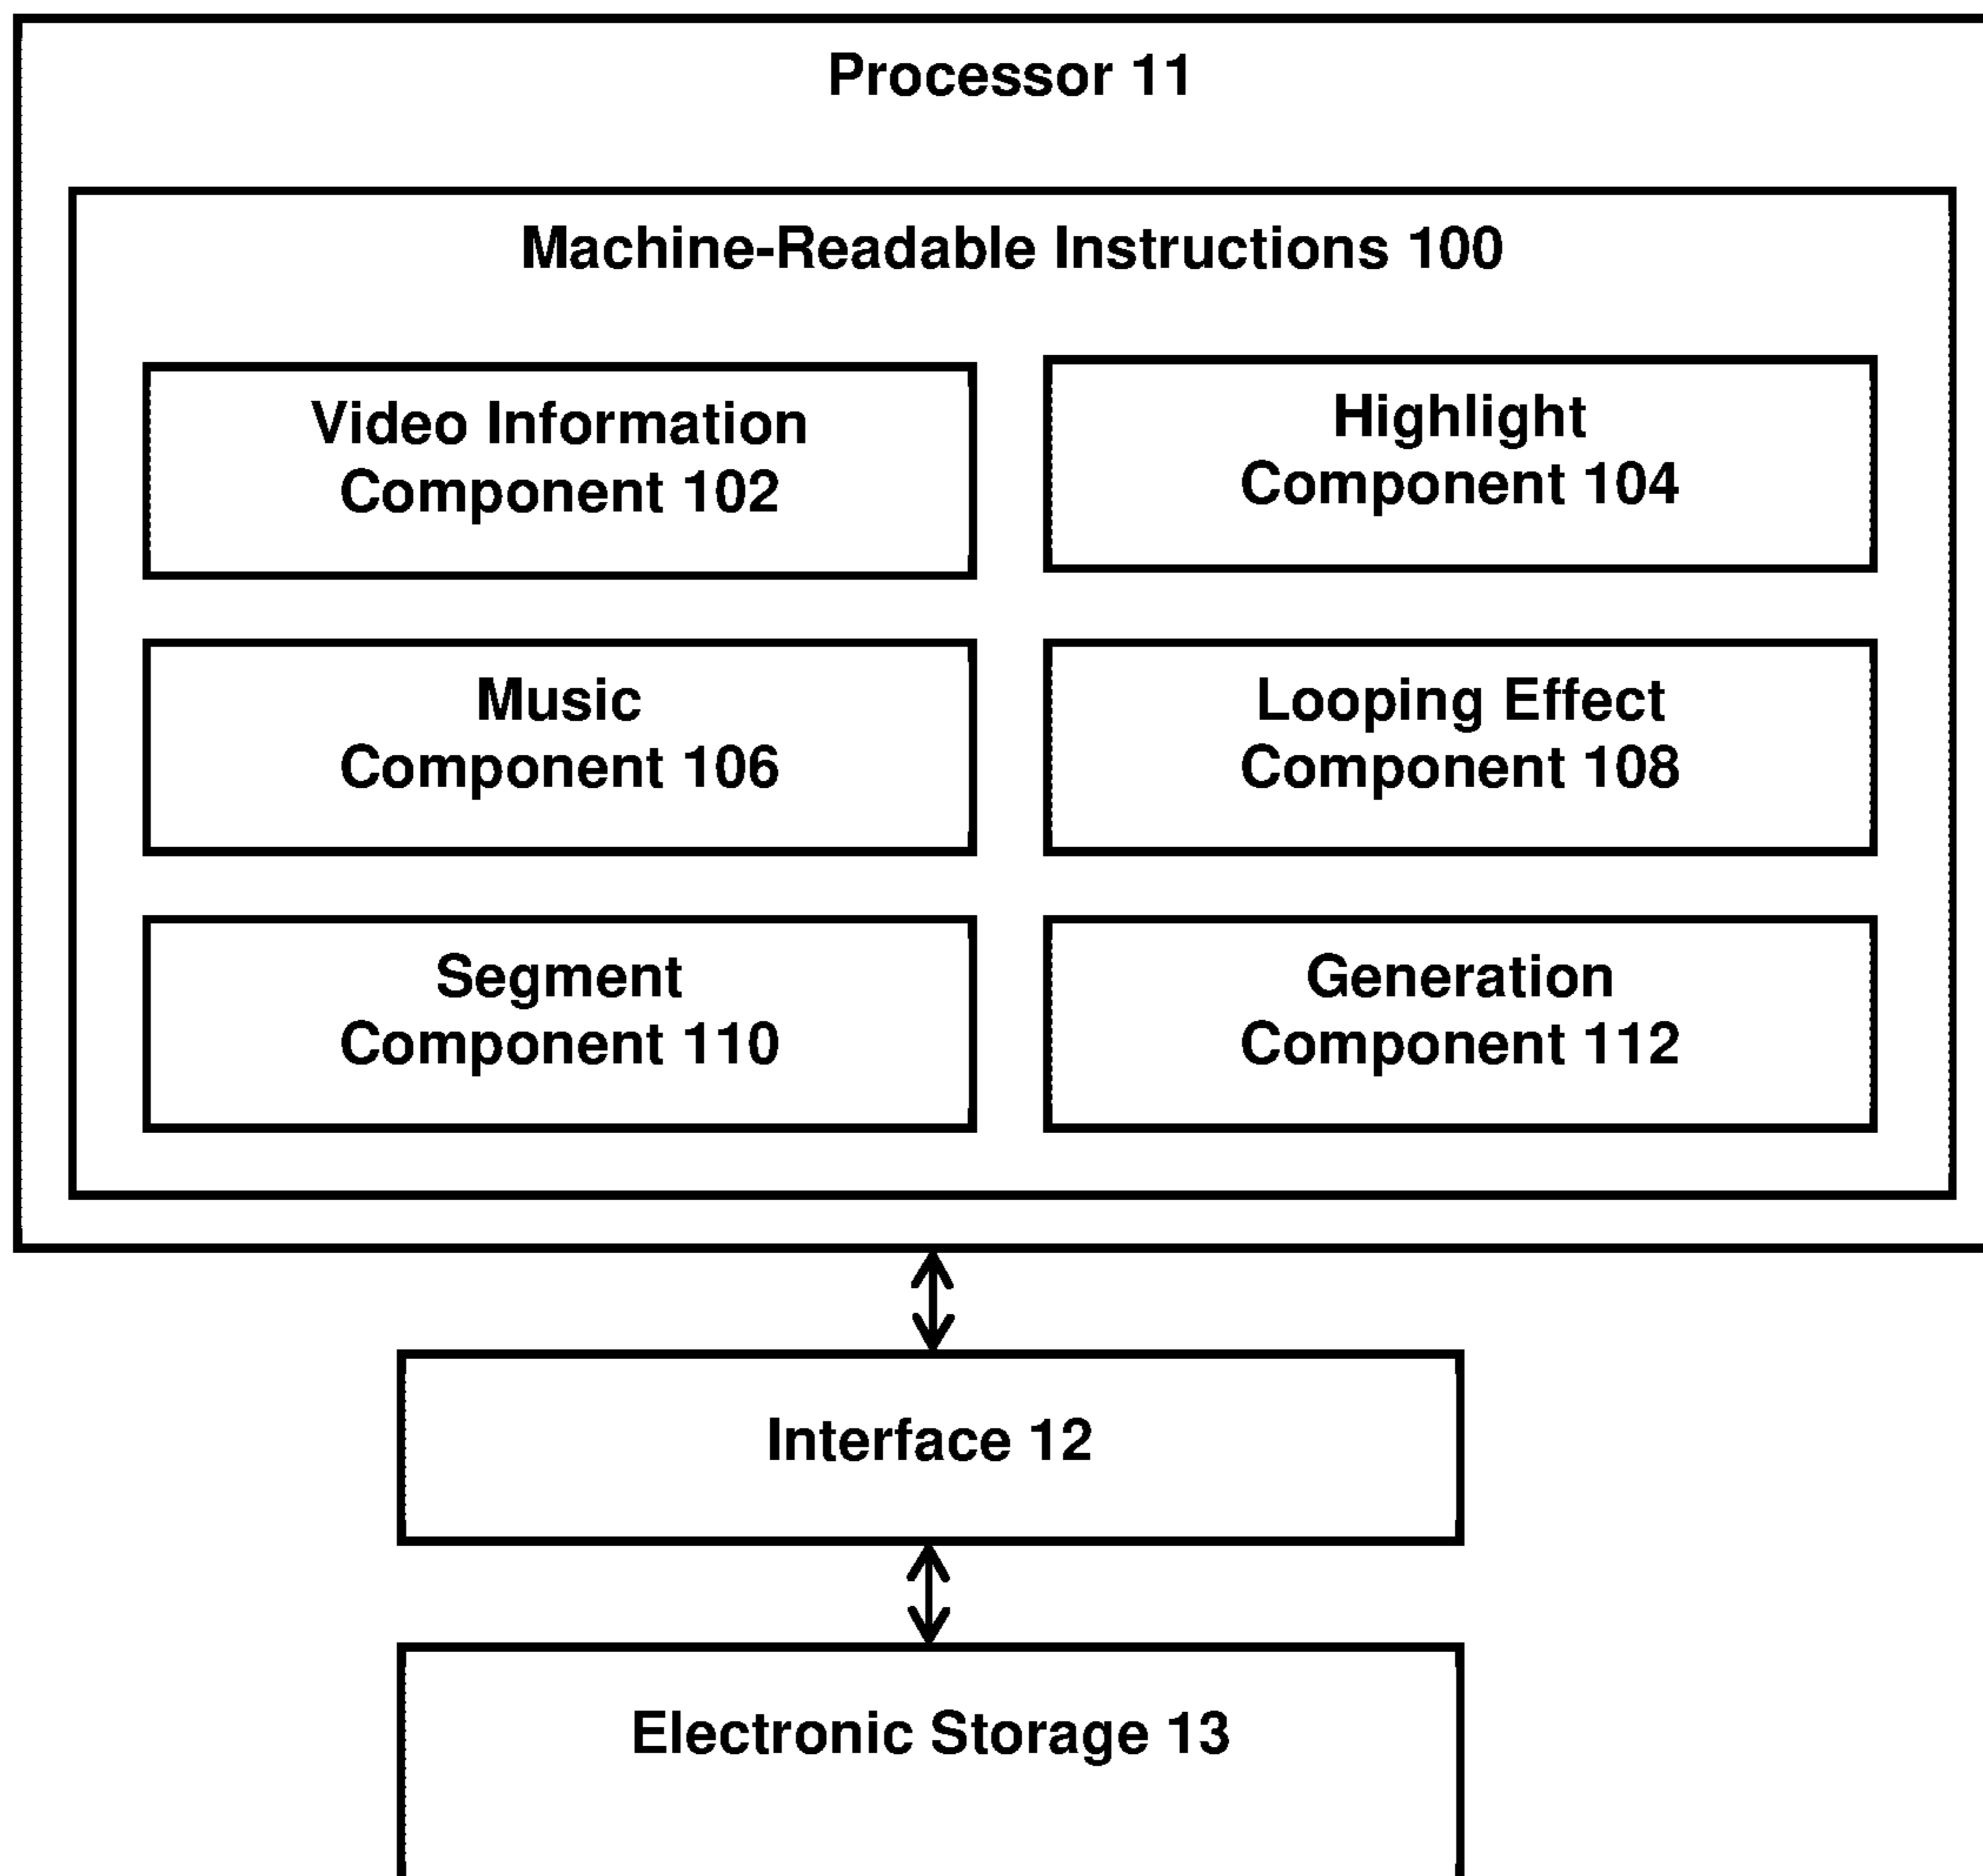 Processor 11
Machine-Readable Instructions 100
Video Information
Component 102
Highlight
Component 104
Music
Component 106
Looping Effect
Component 108
Segment
Component 110
Generation
Component 112
Interface 12
Electronic Storage 13